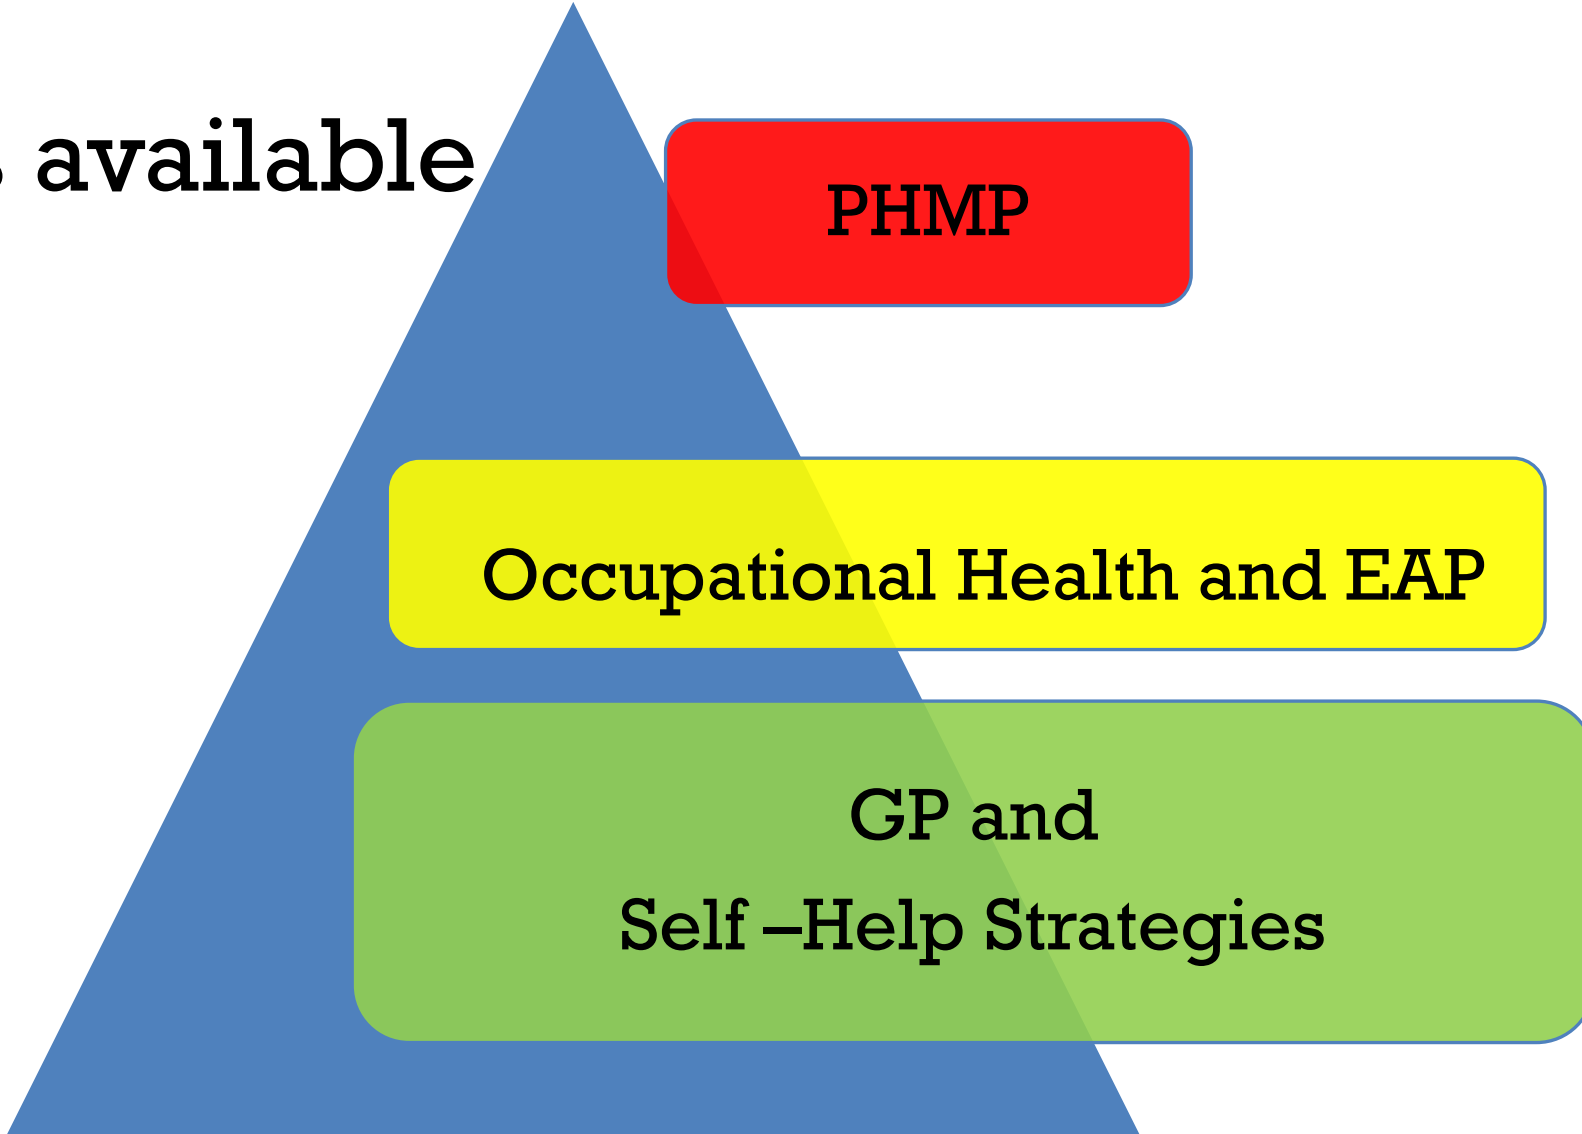 available
PHMP
Occupational Health and EAP
GP and
Self –Help Strategies